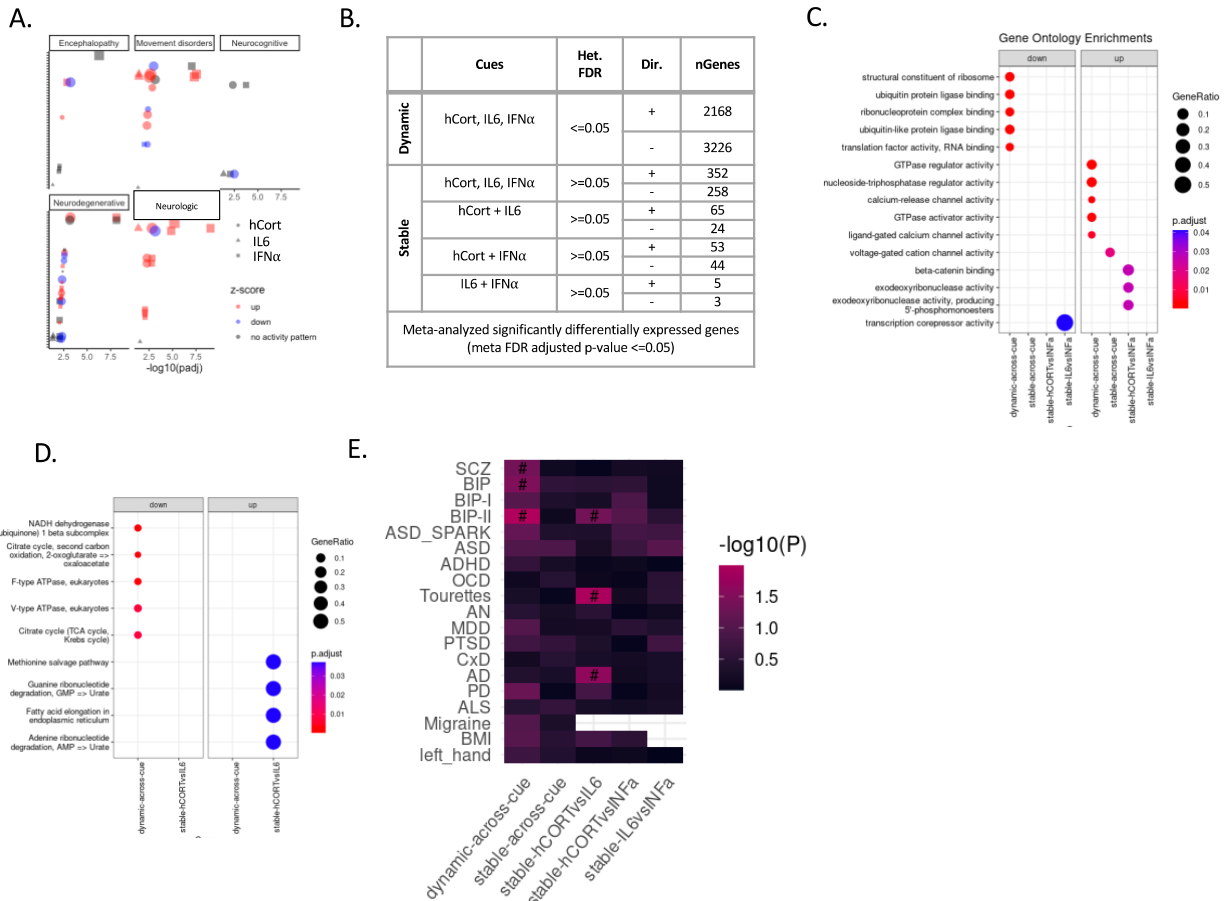 A.
Encephalopathy
Movement disorders
Neurocognitive
2.5 5.0 7.5
Neurodegenerative
Neurologic
hCort
IL6
IFNα
z-score
up
down
no activity pattern
2.5 5.0 7.5
2.5 5.0 7.5
-log10(padj)
B.
Cues
Het. FDR
Dir.
nGenes
Dynamic
hCort, IL6, IFNα
<=0.05
+
2168
-
3226
Stable
hCort, IL6, IFNα
>=0.05
+
352
-
258
hCort + IL6
>=0.05
+
65
-
24
hCort + IFNα
>=0.05
+
53
-
44
IL6 + IFNα
>=0.05
+
5
-
3
Meta-analyzed significantly differentially expressed genes
(meta FDR adjusted p-value <=0.05)
C.
Gene Ontology Enrichments
down
up
structural constituent of ribosome
ubiquitin protein ligase binding
ribonucleoprotein complex binding
ubiquitin-like protein ligase binding
translation factor activity, RNA binding
GTPase regulator activity
nucleoside-triphosphatase regulator activity
calcium-release channel activity
GTPase activator activity
ligand-gated calcium channel activity
voltage-gated cation channel activity
beta-catenin binding
exodeoxyribonuclease activity
exodeoxyribonuclease activity, producing
5'-phosphomonoesters
transcription corepressor activity
dynamic-across-cue
stable-across-cue
stable-hCORTvsINFa
stable-IL6vsINFa
dynamic-across-cue
stable-across-cue
stable-hCORTvsINFa
stable-IL6vsINFa
GeneRatio
0.1
0.2
0.3
0.4
0.5
p.adjust
0.04
0.03
0.02
0.01
D.
down
up
NADH dehydrogenase
ubiquinone) 1 beta subcomplex
Citrate cycle, second carbon
oxidation, 2-oxoglutarate =>
oxaloacetate
F-type ATPase, eukaryotes
V-type ATPase, eukaryotes
Citrate cycle (TCA cycle,
Krebs cycle)
Methionine salvage pathway
Guanine ribonucleotide
degradation, GMP => Urate
Fatty acid elongation in
endoplasmic reticulum
Adenine ribonucleotide
degradation, AMP => Urate
dynamic-across-cue
stable-hCORTvsIL6
dynamic-across-cue
stable-hCORTvsIL6
GeneRatio
0.1
0.2
0.3
0.4
0.5
p.adjust
0.03
0.02
0.01
E.
SCZ #
BIP #
BIP-I
BIP-II # #
ASD_SPARK
ASD
ADHD
OCD
Tourettes #
AN
MDD
PTSD
CxD
AD #
PD
ALS
Migraine
BMI
left_hand
dynamic-across-cue
stable-across-cue
stable-hCORTvsIL6
stable-hCORTvsINFa
stable-IL6vsINFa
-log10(P)
1.5
1.0
0.5